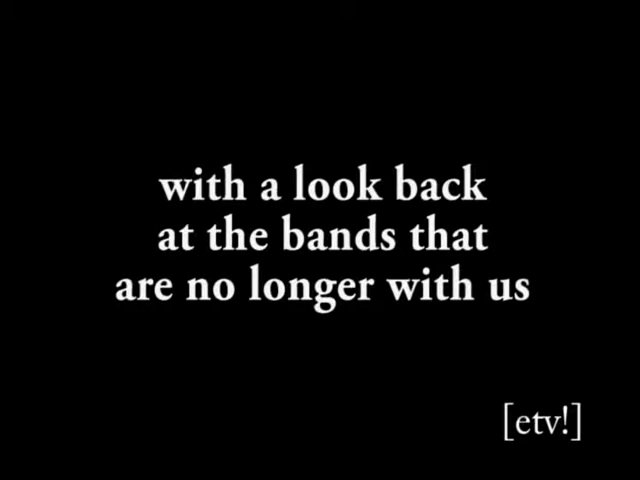 with a look back
at the bands that
are no longer with us
[etv!]